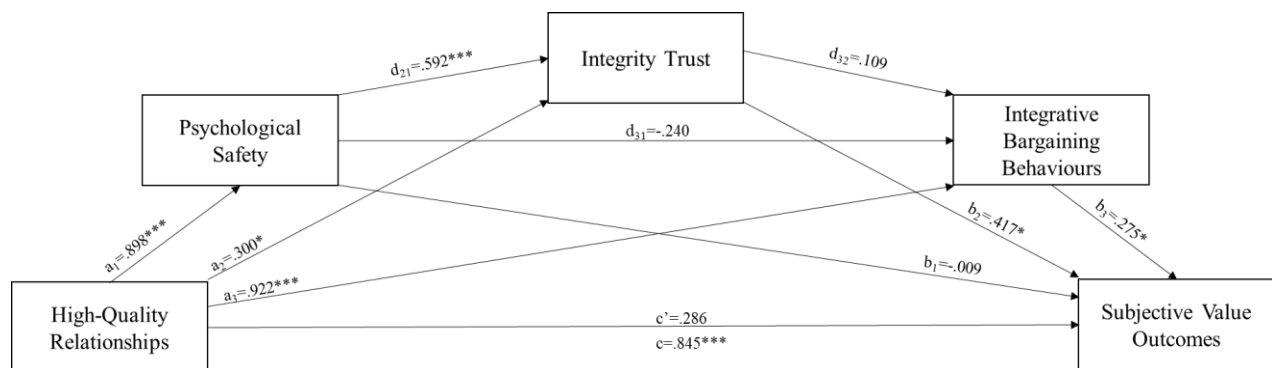 Integrity Trust
d₂₁=.592***
d₃₂=.109
Psychological
Safety
d₃₁=-.240
Integrative
Bargaining
Behaviours
a₁=.898***
a₂=.300*
a₃=.922***
b₂=.417*
b₃=.275*
b₁=-.009
High-Quality
Relationships
c’=.286
c=.845***
Subjective Value
Outcomes